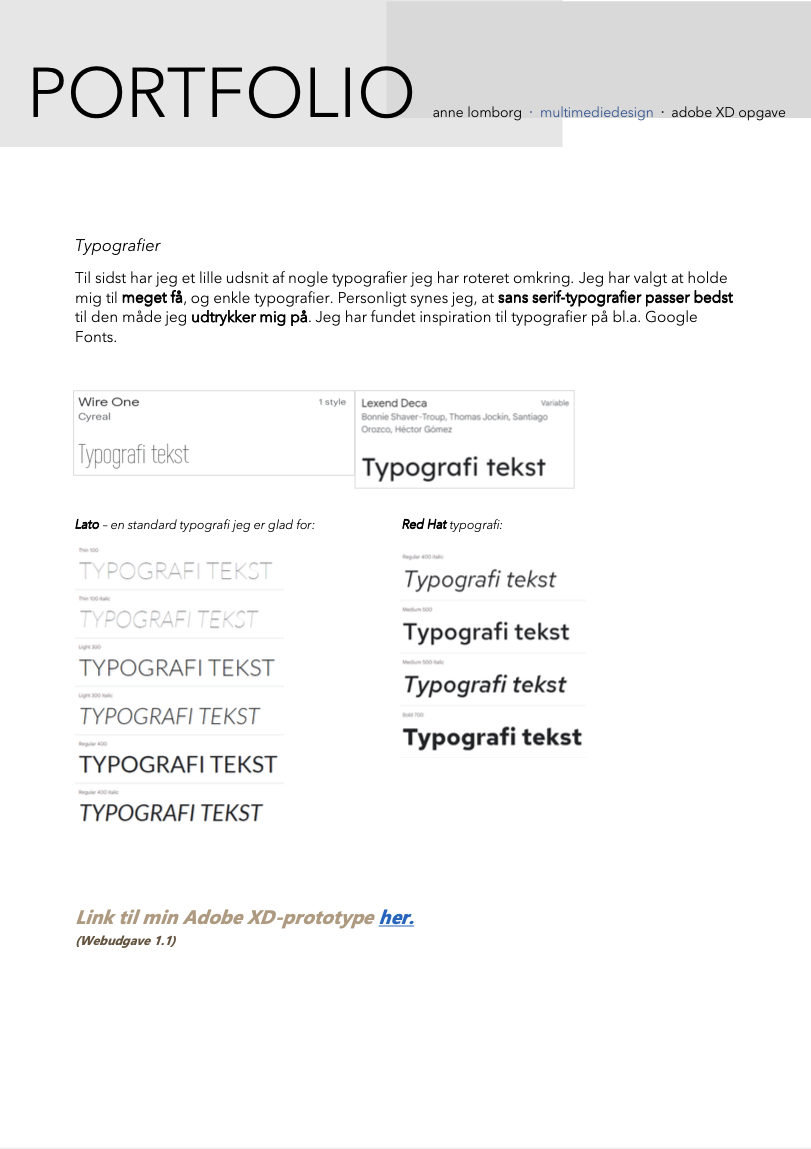 PORTFOLIO anne lomborg · multimediedesign · adobe XD opgave
Typografier
Til sidst har jeg et lille udsnit af nogle typografier jeg har roteret omkring. Jeg har valgt at holde
mig til meget få, og enkle typografier. Personligt synes jeg, at sans serif-typografier passer bedst
til den måde jeg udtrykker mig på. Jeg har fundet inspiration til typografier på bl.a. Google
Fonts.
Wire One 1 style
Cyreal
Typografi tekst
Lexend Deca Variable
Bonnie Shaver-Troup, Thomas Jockin, Santiago
Orozco, Héctor Gómez
Typografi tekst
Lato – en standard typografi jeg er glad for:
Thin 100
TYPOGRAFI TEKST
Thin 100 italic
TYPOGRAFI TEKST
Light 300
TYPOGRAFI TEKST
Light 300 italic
TYPOGRAFI TEKST
Regular 400
TYPOGRAFI TEKST
Regular 400 italic
TYPOGRAFI TEKST
Red Hat typografi:
Regular 400 italic
Typografi tekst
Medium 500
Typografi tekst
Medium 500 italic
Typografi tekst
Bold 700
Typografi tekst
Link til min Adobe XD-prototype her.
(Webudgave 1.1)